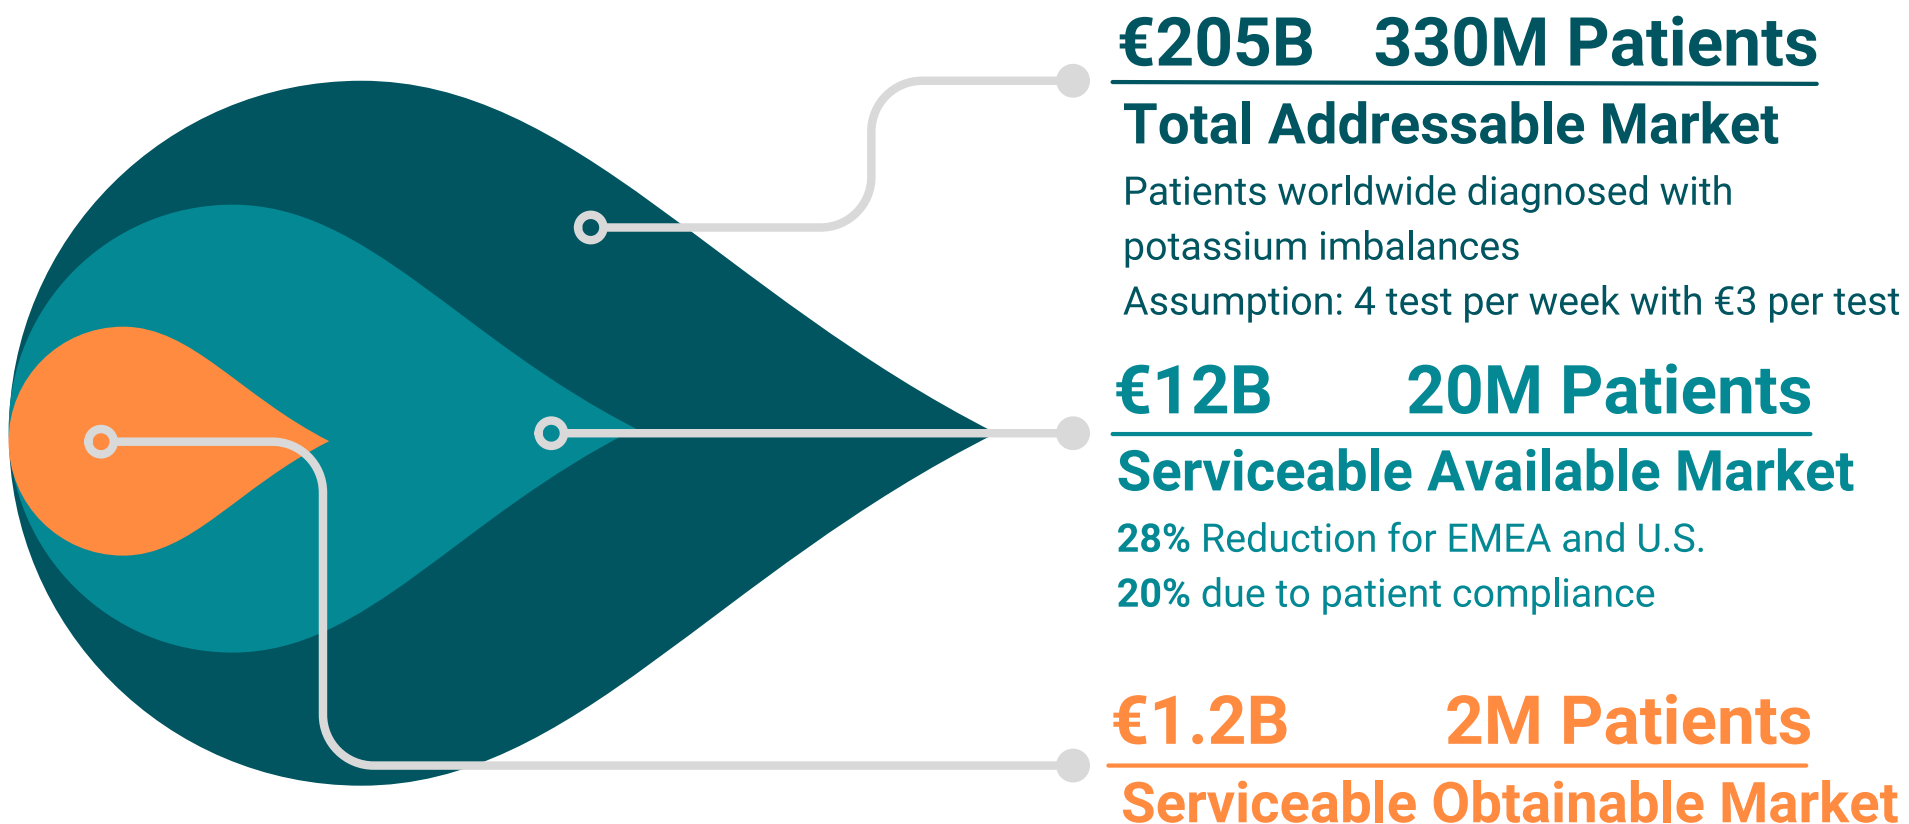 €205B 330M Patients
Total Addressable Market
Patients worldwide diagnosed with
potassium imbalances
Assumption: 4 test per week with €3 per test
€12B 20M Patients
Serviceable Available Market
28% Reduction for EMEA and U.S.
20% due to patient compliance
€1.2B 2M Patients
Serviceable Obtainable Market